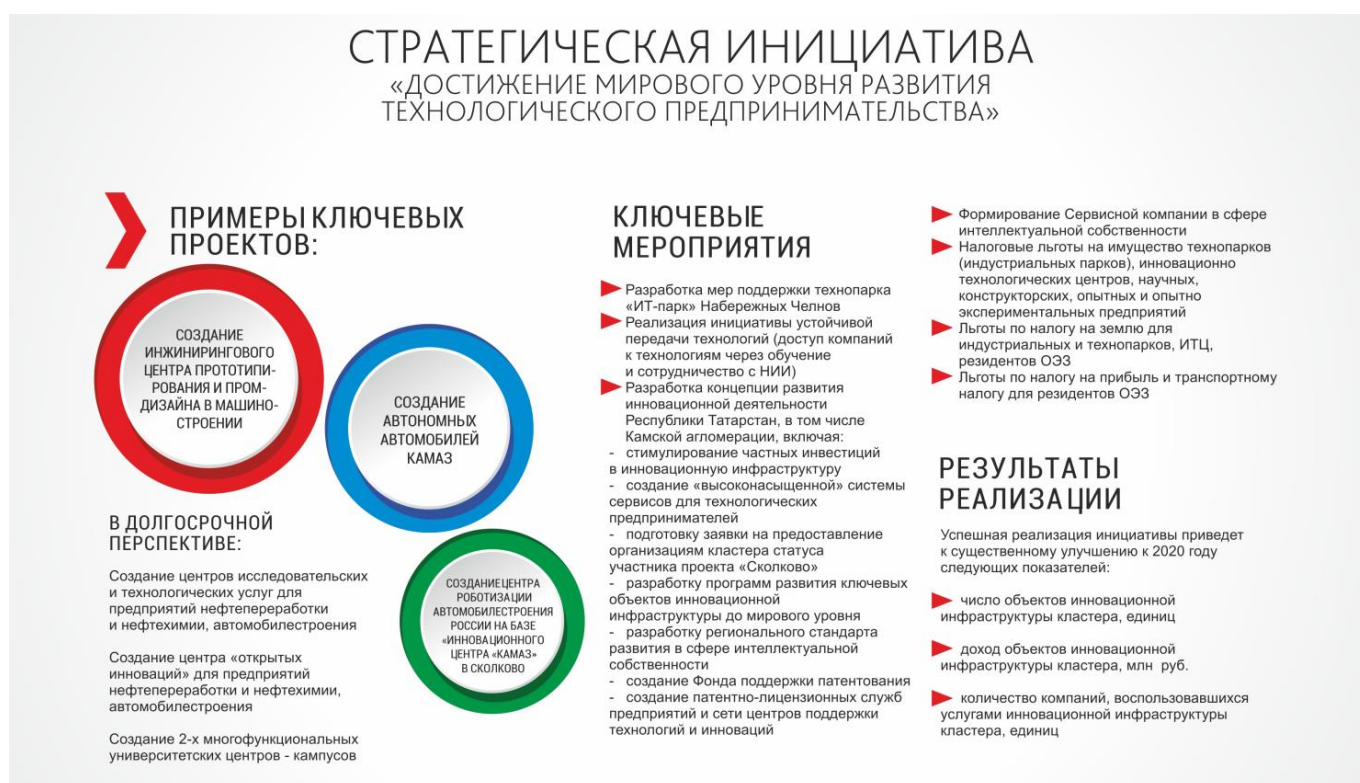 СТРАТЕГИЧЕСКАЯ ИНИЦИАТИВА
«ДОСТИЖЕНИЕ МИРОВОГО УРОВНЯ РАЗВИТИЯ
ТЕХНОЛОГИЧЕСКОГО ПРЕДПРИНИМАТЕЛЬСТВА»
ПРИМЕРЫ КЛЮЧЕВЫХ
ПРОЕКТОВ:
СОЗДАНИЕ
ИНЖИНИРИНГОВОГО
ЦЕНТРА ПРОТОТИПИ-
РОВАНИЯ И ПРОМ-
ДИЗАЙНА В МАШИНО-
СТРОЕНИИ
СОЗДАНИЕ
АВТОНОМНЫХ
АВТОМОБИЛЕЙ
КАМАЗ
СОЗДАНИЕ ЦЕНТРА
РОБОТИЗАЦИИ
АВТОМОБИЛЕСТРОЕНИЯ
РОССИИ НА БАЗЕ
«ИННОВАЦИОННОГО
ЦЕНТРА «КАМАЗ»
В СКОЛКОВО
В ДОЛГОСРОЧНОЙ
ПЕРСПЕКТИВЕ:
Создание центров исследовательских
и технологических услуг для
предприятий нефтепереработки
и нефтехимии, автомобилестроения
Создание центра «открытых
инноваций» для предприятий
нефтепереработки и нефтехимии,
автомобилестроения
Создание 2-х многофункциональных
университетских центров - кампусов
КЛЮЧЕВЫЕ
МЕРОПРИЯТИЯ
Разработка мер поддержки технопарка
«ИТ-парк» Набережных Челнов
Реализация инициативы устойчивой
передачи технологий (доступ компаний
к технологиям через обучение
и сотрудничество с НИИ)
Разработка концепции развития
инновационной деятельности
Республики Татарстан, в том числе
Камской агломерации, включая:
- стимулирование частных инвестиций
в инновационную инфраструктуру
- создание «высоконасыщенной» системы
сервисов для технологических
предпринимателей
- подготовку заявки на предоставление
организациям кластера статуса
участника проекта «Сколково»
- разработку программ развития ключевых
объектов инновационной
инфраструктуры до мирового уровня
- разработку регионального стандарта
развития в сфере интеллектуальной
собственности
- создание Фонда поддержки патентования
- создание патентно-лицензионных служб
предприятий и сети центров поддержки
технологий и инноваций
Формирование Сервисной компании в сфере
интеллектуальной собственности
Налоговые льготы на имущество технопарков
(индустриальных парков), инновационно
технологических центров, научных,
конструкторских, опытных и опытно
экспериментальных предприятий
Льготы по налогу на землю для
индустриальных и технопарков, ИТЦ,
резидентов ОЭЗ
Льготы по налогу на прибыль и транспортному
налогу для резидентов ОЭЗ
РЕЗУЛЬТАТЫ
РЕАЛИЗАЦИИ
Успешная реализация инициативы приведет
к существенному улучшению к 2020 году
следующих показателей:
число объектов инновационной
инфраструктуры кластера, единиц
доход объектов инновационной
инфраструктуры кластера, млн руб.
количество компаний, воспользовавшихся
услугами инновационной инфраструктуры
кластера, единиц